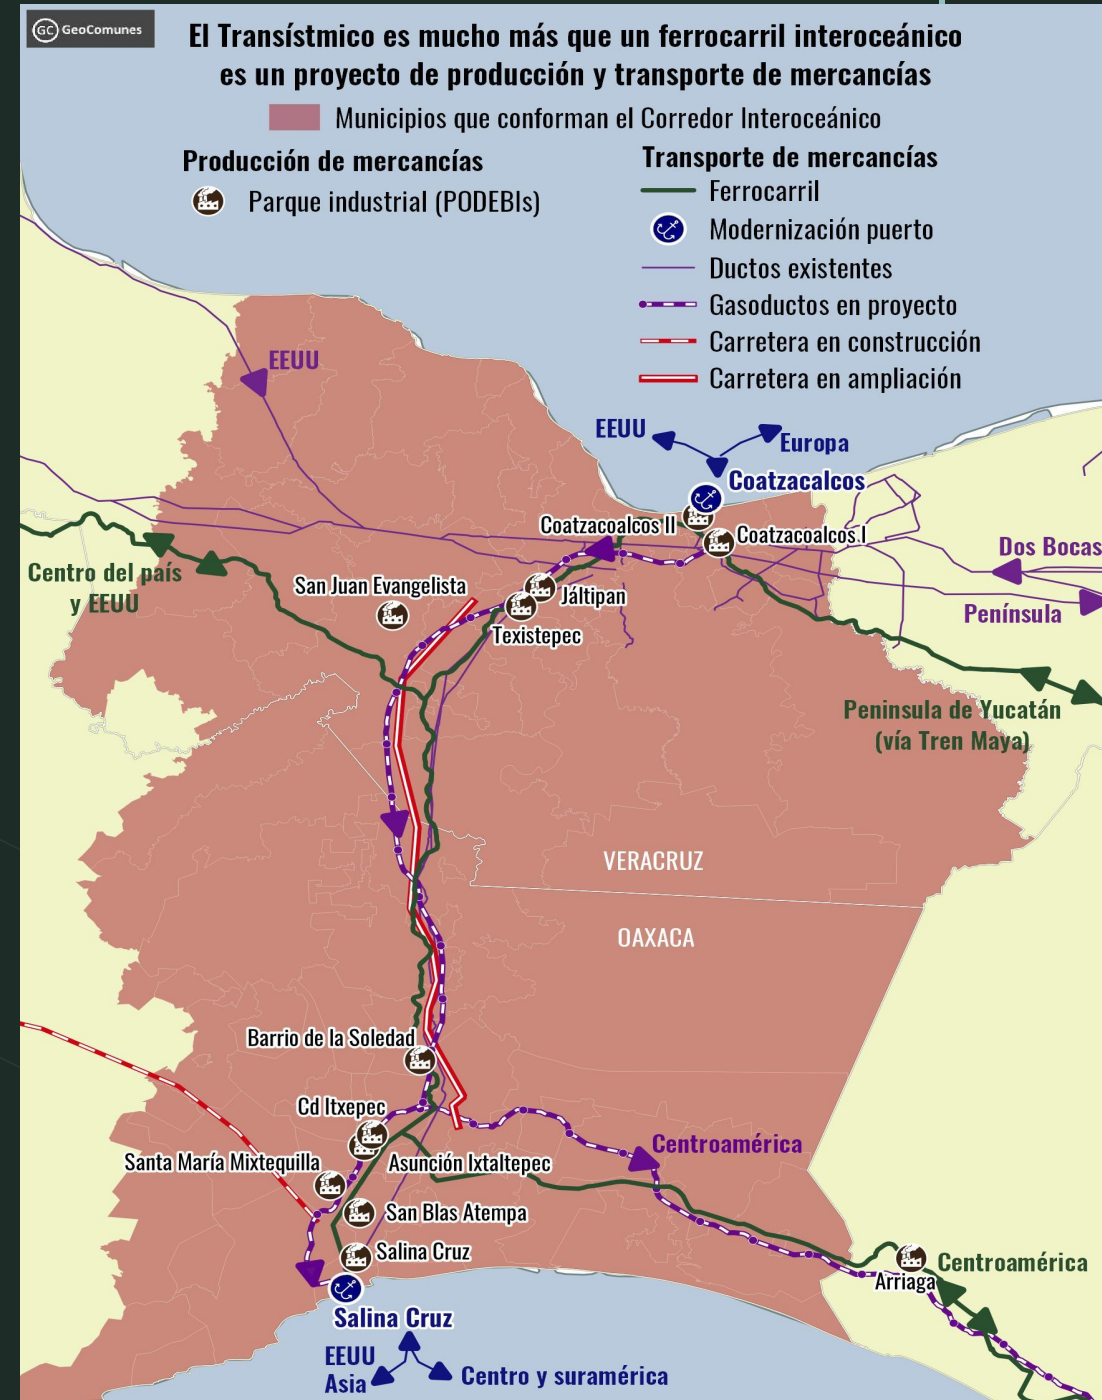 GC GeoComunes
El Transístmico es mucho más que un ferrocarril interoceánico
es un proyecto de producción y transporte de mercancías
Municipios que conforman el Corredor Interoceánico
Producción de mercancías
Parque industrial (PODEBIs)
Transporte de mercancías
Ferrocarril
Modernización puerto
Ductos existentes
Gasoductos en proyecto
Carretera en construcción
Carretera en ampliación
EEUU
EEUU
Europa
Coatzacalcos
Coatzacoalcos II
Coatzacoalcos I
Dos Bocas
Centro del país
y EEUU
San Juan Evangelista
Jáltipan
Península
Texistepec
Peninsula de Yucatán
(vía Tren Maya)
VERACRUZ
OAXACA
Barrio de la Soledad
Cd Itxepec
Centroamérica
Santa María Mixtequilla
Asunción Ixtaltepec
San Blas Atempa
Salina Cruz
Centroamérica
Arriaga
Salina Cruz
EEUU
Asia
Centro y suramérica